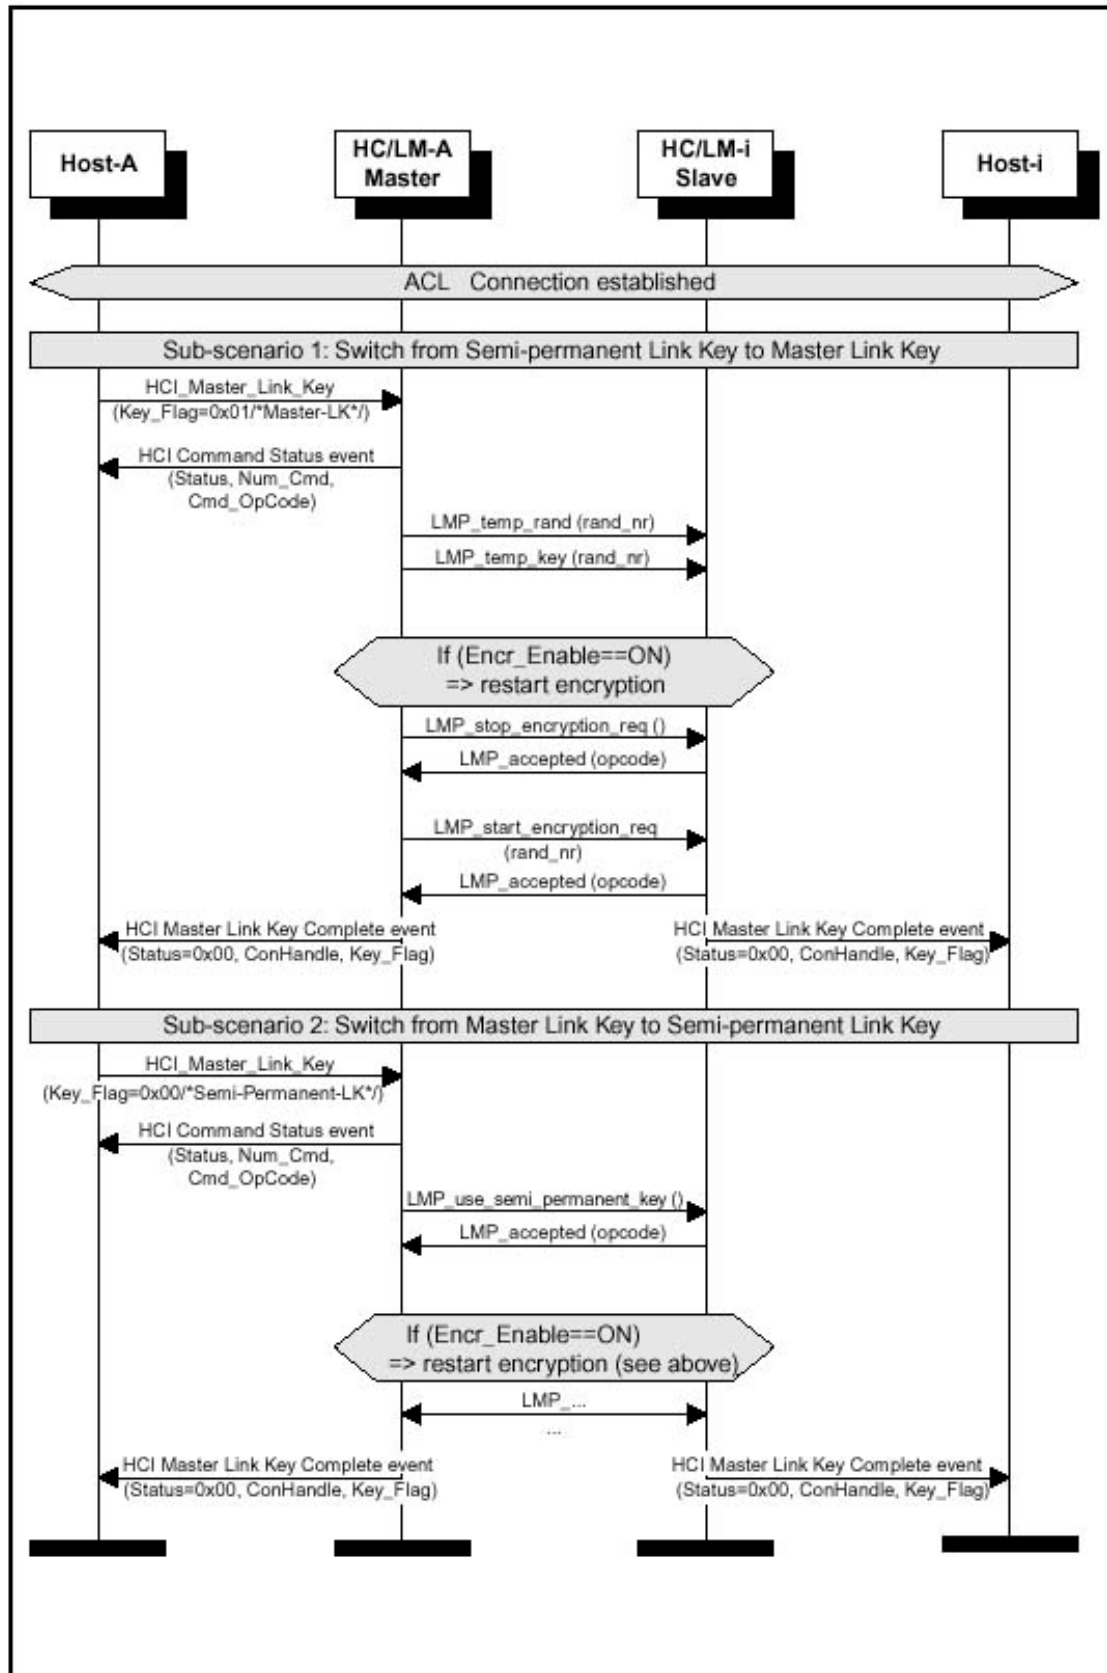 Host-A
HC/LM-A
Master
HC/LM-i
Slave
Host-i
ACL Connection established
Sub-scenario 1: Switch from Semi-permanent Link Key to Master Link Key
HCI_Master_Link_Key
(Key_Flag=0x01/*Master-LK*/)
HCI Command Status event
(Status, Num_Cmd,
Cmd_OpCode)
LMP_temp_rand (rand_nr)
LMP_temp_key (rand_nr)
If (Encr_Enable==ON)
=> restart encryption
LMP_stop_encryption_req ()
LMP_accepted (opcode)
LMP_start_encryption_req
(rand_nr)
LMP_accepted (opcode)
HCI Master Link Key Complete event
(Status=0x00, ConHandle, Key_Flag)
HCI Master Link Key Complete event
(Status=0x00, ConHandle, Key_Flag)
Sub-scenario 2: Switch from Master Link Key to Semi-permanent Link Key
HCI_Master_Link_Key
(Key_Flag=0x00/*Semi-Permanent-LK*/)
HCI Command Status event
(Status, Num_Cmd,
Cmd_OpCode)
LMP_use_semi_permanent_key ()
LMP_accepted (opcode)
If (Encr_Enable==ON)
=> restart encryption (see above)
LMP_...
...
HCI Master Link Key Complete event
(Status=0x00, ConHandle, Key_Flag)
HCI Master Link Key Complete event
(Status=0x00, ConHandle, Key_Flag)